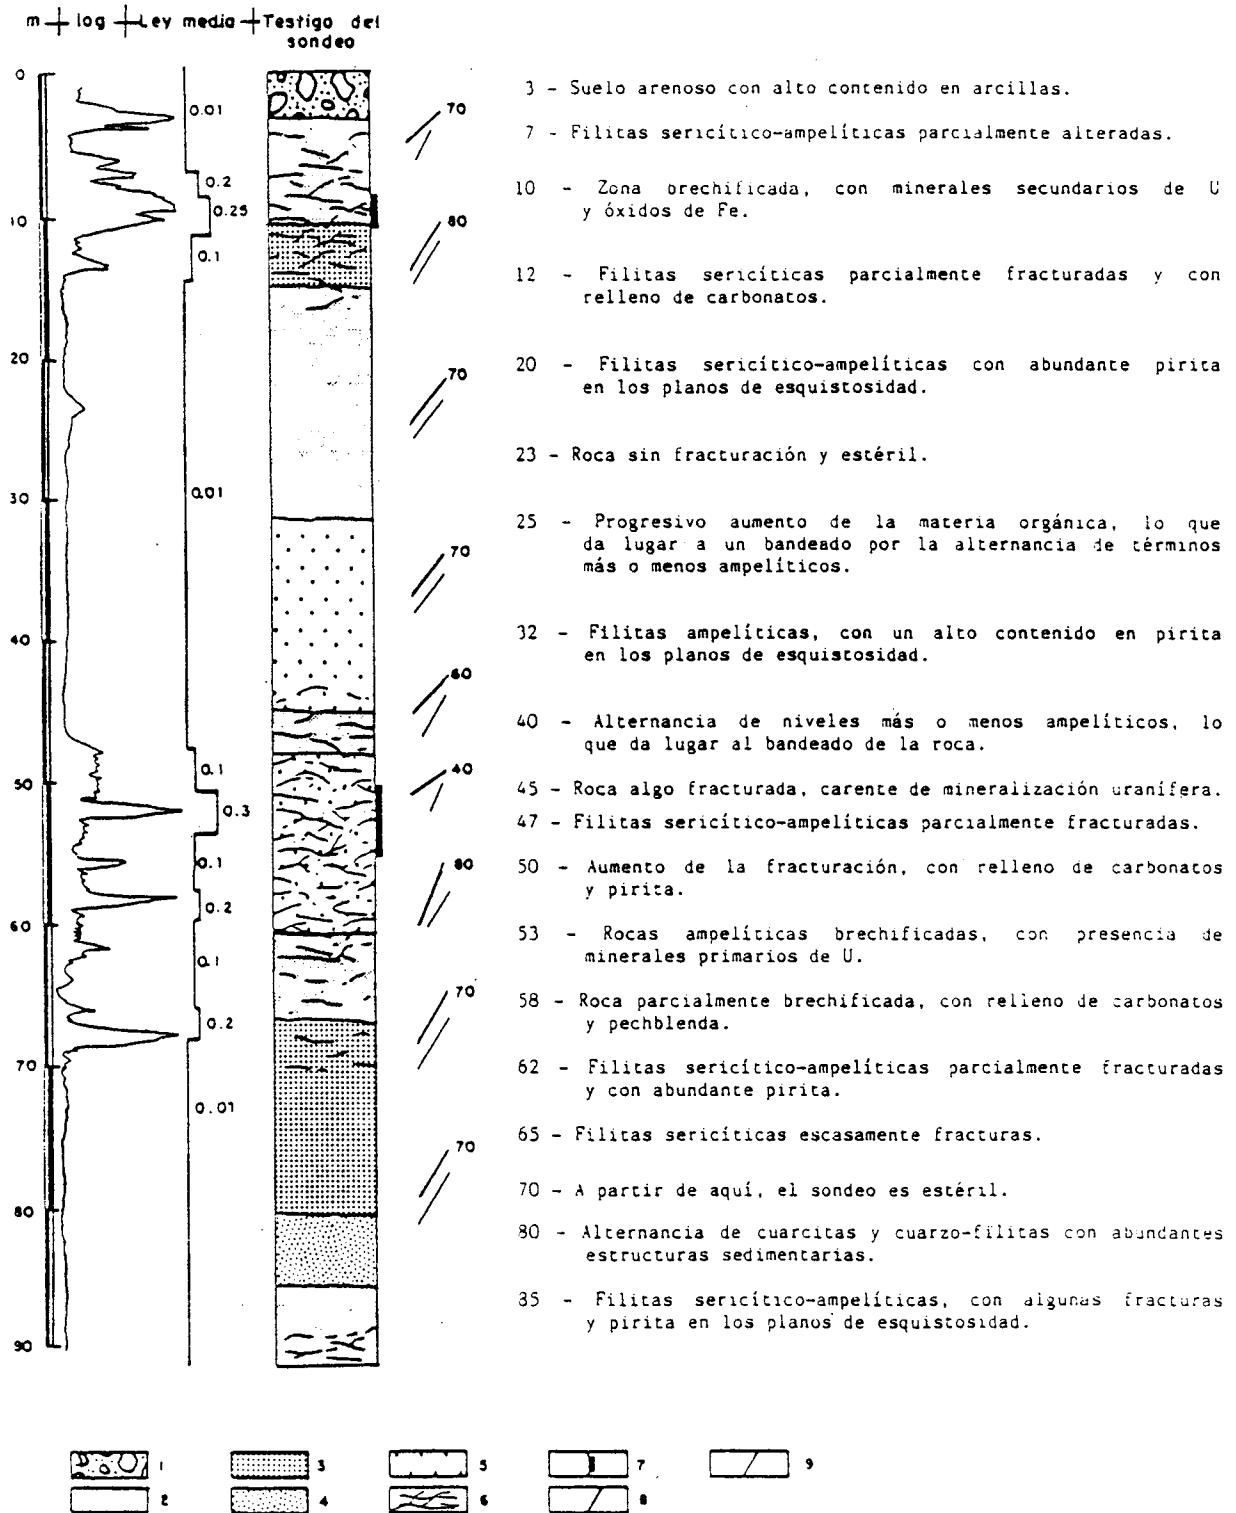 m log Ley media Testigo del
sondeo
0
10
20
30
40
50
60
70
80
90
0.01
0.2
0.25
0.1
0.01
0.1
0.3
0.1
0.2
0.1
0.2
0.01
70
80
70
70
60
40
80
70
70
3 - Suelo arenoso con alto contenido en arcillas.
7 - Filitas sericítico-ampelíticas parcialmente alteradas.
10 - Zona brechificada, con minerales secundarios de U
y óxidos de Fe.
12 - Filitas sericíticas parcialmente fracturadas y con
relleno de carbonatos.
20 - Filitas sericítico-ampelíticas con abundante pirita
en los planos de esquistosidad.
23 - Roca sin fracturación y estéril.
25 - Progresivo aumento de la materia orgánica, lo que
da lugar a un bandeado por la alternancia de términos
más o menos ampelíticos.
32 - Filitas ampelíticas, con un alto contenido en pirita
en los planos de esquistosidad.
40 - Alternancia de niveles más o menos ampelíticos, lo
que da lugar al bandeado de la roca.
45 - Roca algo fracturada, carente de mineralización uranífera.
47 - Filitas sericítico-ampelíticas parcialmente fracturadas.
50 - Aumento de la fracturación, con relleno de carbonatos
y pirita.
53 - Rocas ampelíticas brechificadas, con presencia de
minerales primarios de U.
58 - Roca parcialmente brechificada, con relleno de carbonatos
y pechblenda.
62 - Filitas sericítico-ampelíticas parcialmente fracturadas
y con abundante pirita.
65 - Filitas sericíticas escasamente fracturas.
70 - A partir de aquí, el sondeo es estéril.
80 - Alternancia de cuarcitas y cuarzo-filitas con abundantes
estructuras sedimentarias.
85 - Filitas sericítico-ampelíticas, con algunas fracturas
y pirita en los planos de esquistosidad.
1 3 5 7 9
2 4 6 8